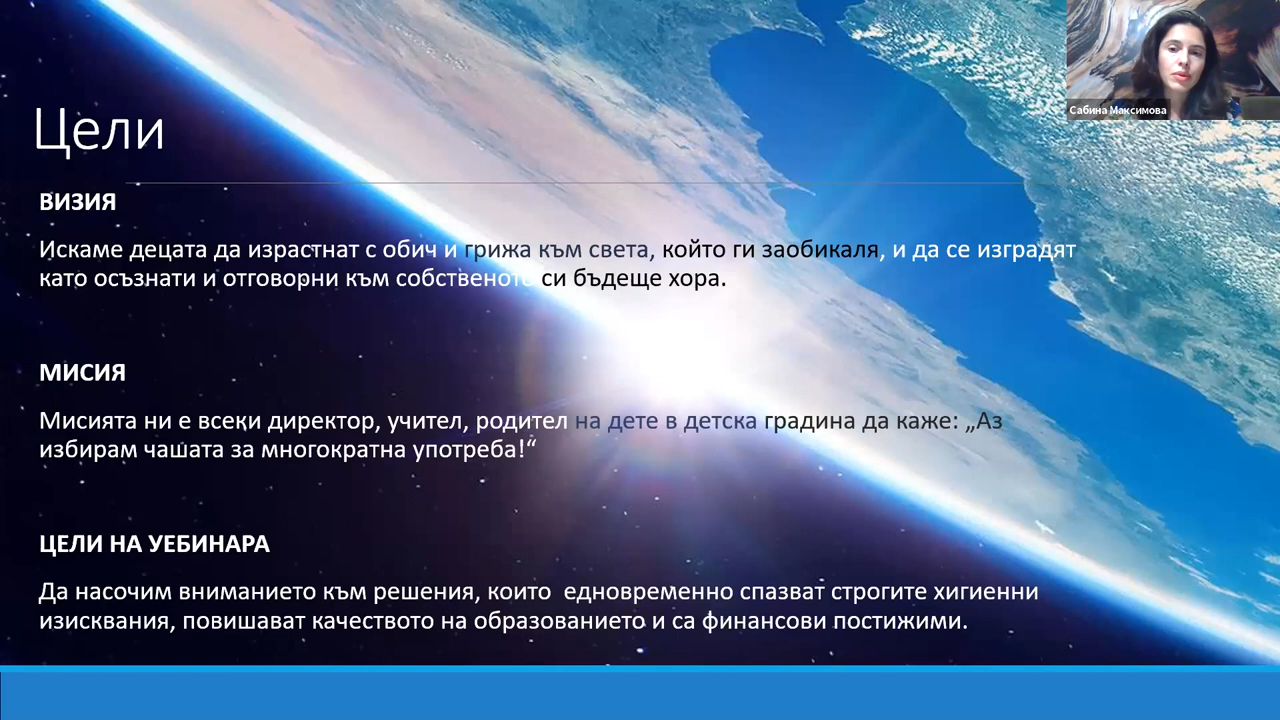 Сабина Максимова
Цели
ВИЗИЯ
Искаме децата да израстнат с обич и грижа към света, който ги заобикаля, и да се изградят
като осъзнати и отговорни към собственото си бъдеще хора.
МИСИЯ
Мисията ни е всеки директор, учител, родител на дете в детска градина да каже: „Аз
избирам чашата за многократна употреба!“
ЦЕЛИ НА УЕБИНАРА
Да насочим вниманието към решения, които  едновременно спазват строгите хигиенни
изисквания, повишават качеството на образованието и са финансови постижими.